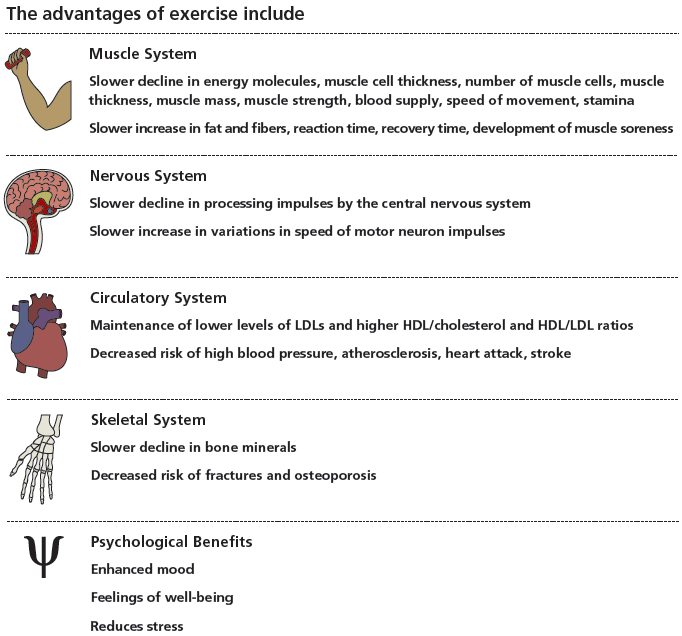 The advantages of exercise include
Muscle System
Slower decline in energy molecules, muscle cell thickness, number of muscle cells, muscle
thickness, muscle mass, muscle strength, blood supply, speed of movement, stamina
Slower increase in fat and fibers, reaction time, recovery time, development of muscle soreness
Nervous System
Slower decline in processing impulses by the central nervous system
Slower increase in variations in speed of motor neuron impulses
Circulatory System
Maintenance of lower levels of LDLs and higher HDL/cholesterol and HDL/LDL ratios
Decreased risk of high blood pressure, atherosclerosis, heart attack, stroke
Skeletal System
Slower decline in bone minerals
Decreased risk of fractures and osteoporosis
ψ
Psychological Benefits
Enhanced mood
Feelings of well-being
Reduces stress